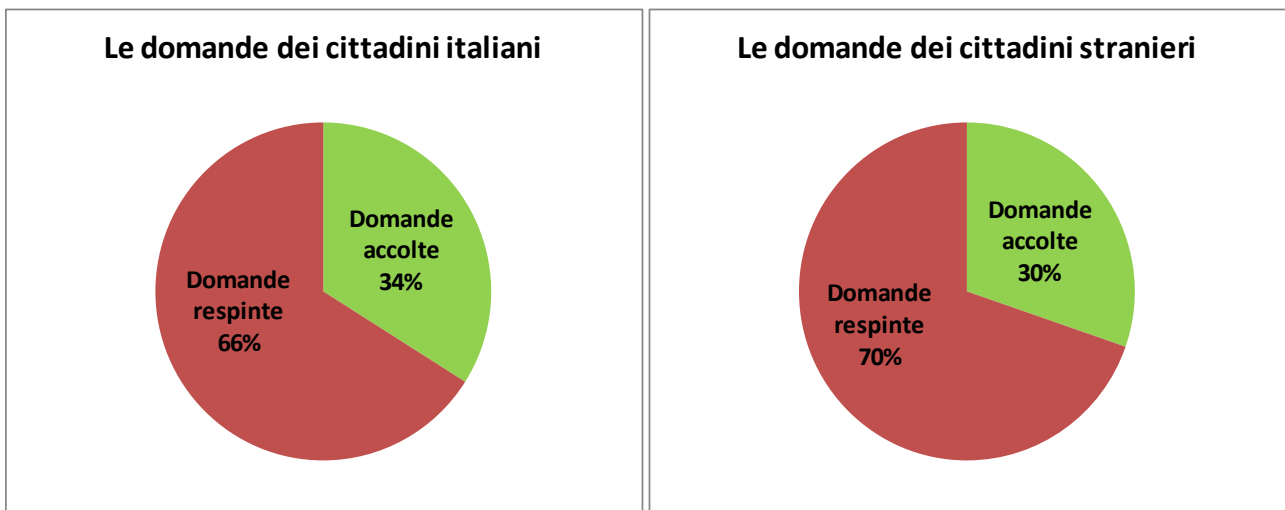 Le domande dei cittadini italiani
Domande
accolte
34%
Domande
respinte
66%
Le domande dei cittadini stranieri
Domande
accolte
30%
Domande
respinte
70%